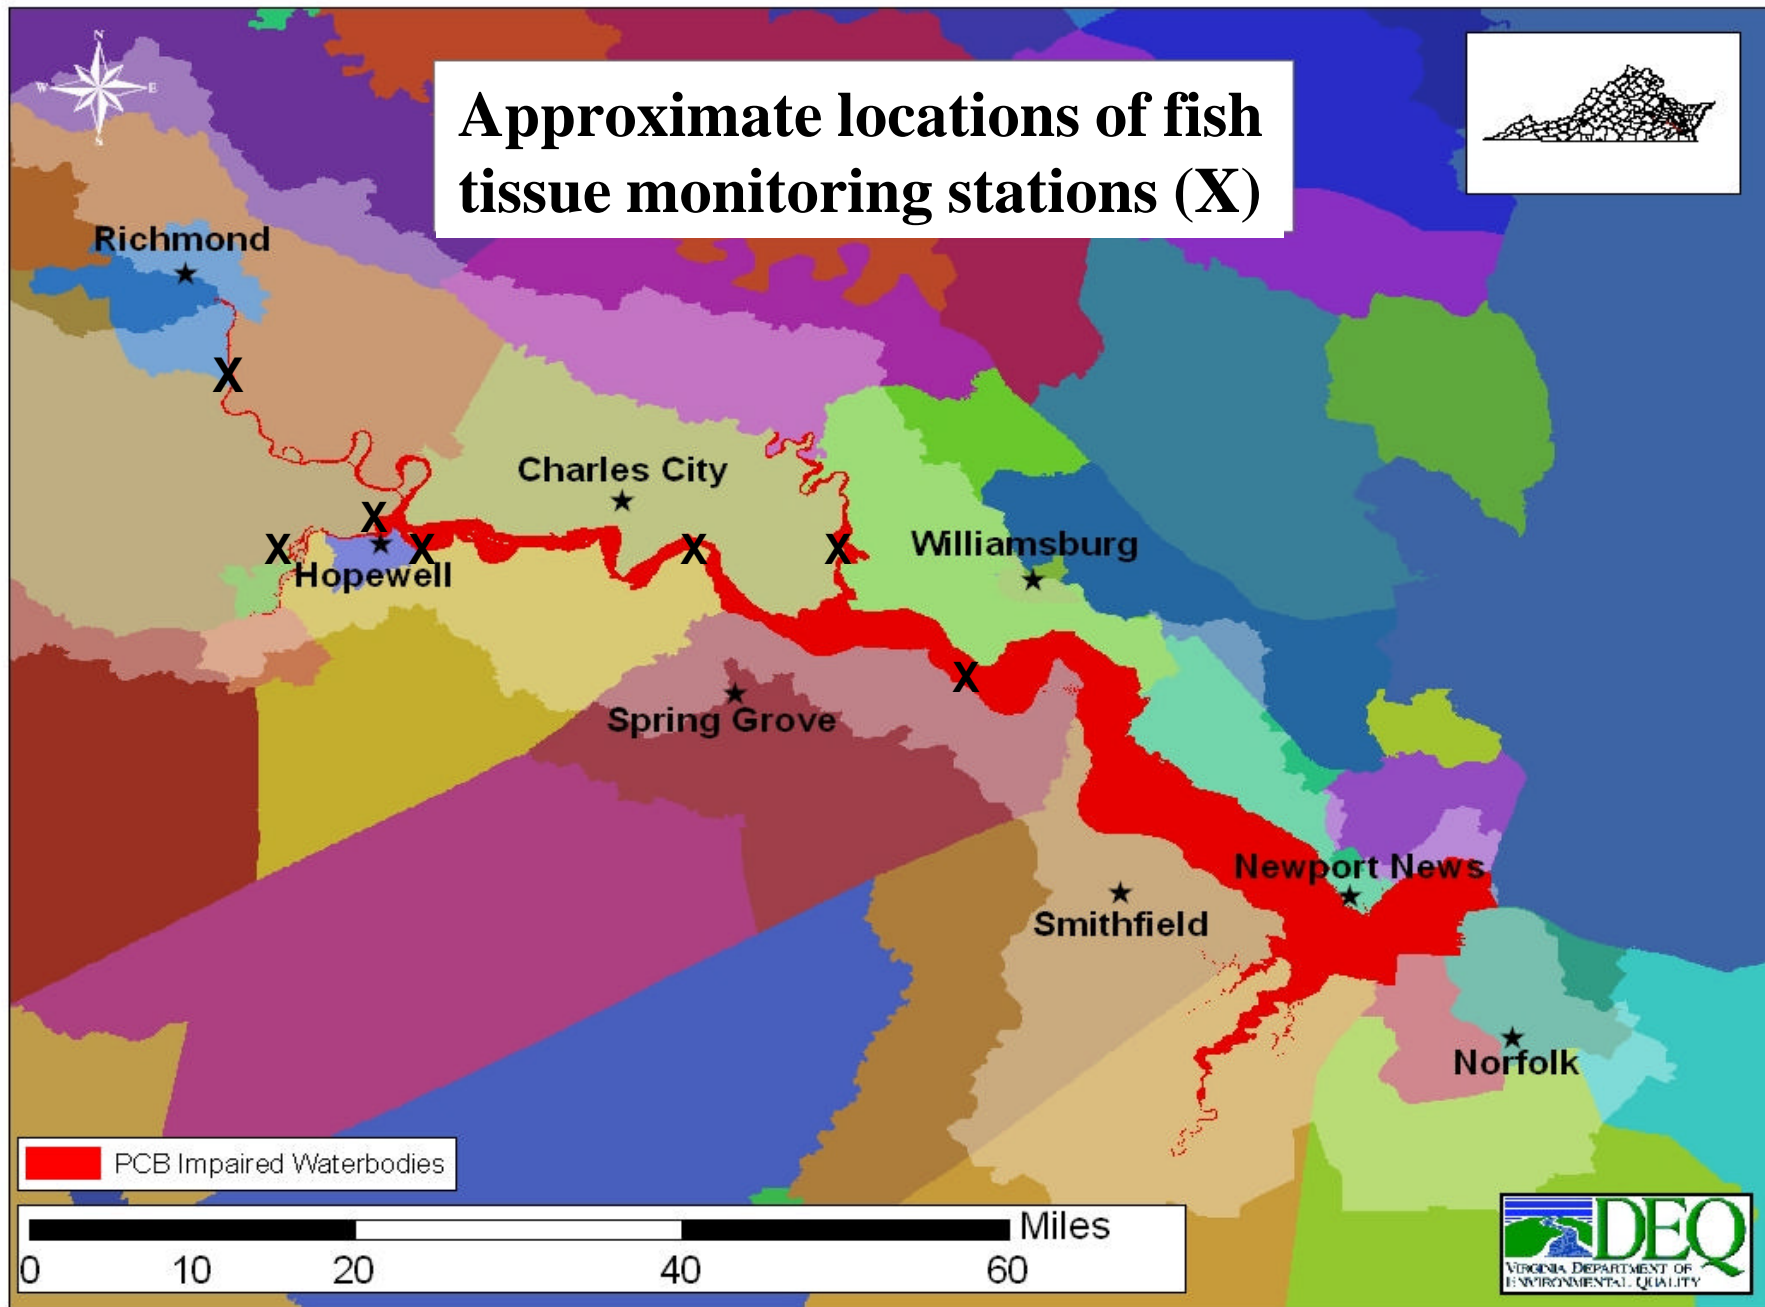 Approximate locations of fish
tissue monitoring stations (X)
N
W E
S
Richmond
X
Charles City
X
X
Hopewell
X
X
X
Williamsburg
X
Spring Grove
Newport News
Smithfield
Norfolk
PCB Impaired Waterbodies
Miles
0 10 20 40 60
DEQ
VIRGINIA DEPARTMENT OF
ENVIRONMENTAL QUALITY